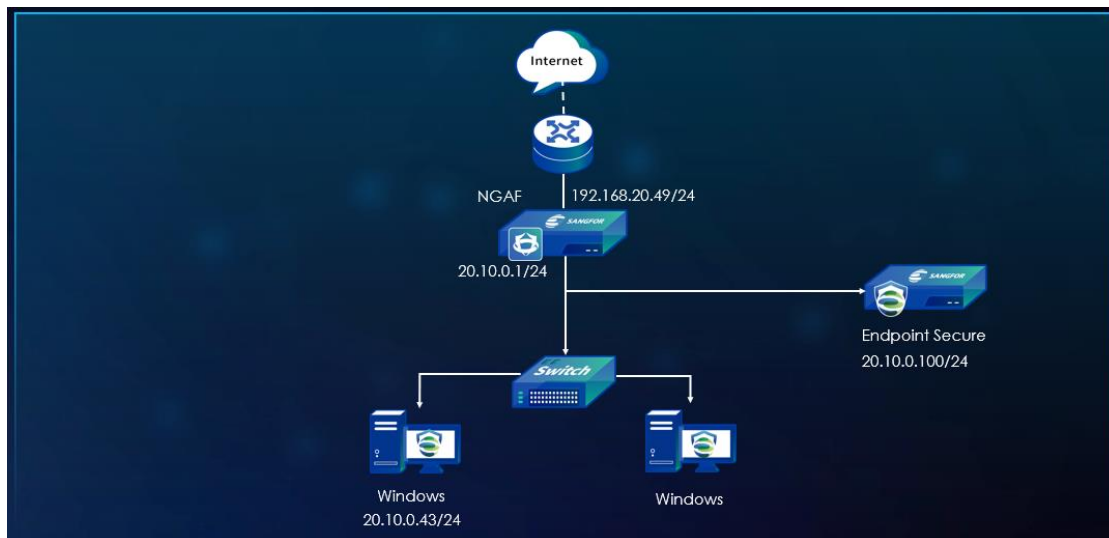 Internet
NGAF
192.168.20.49/24
SANGFOR
20.10.0.1/24
SANGFOR
Endpoint Secure
20.10.0.100/24
Switch
Windows
20.10.0.43/24
Windows